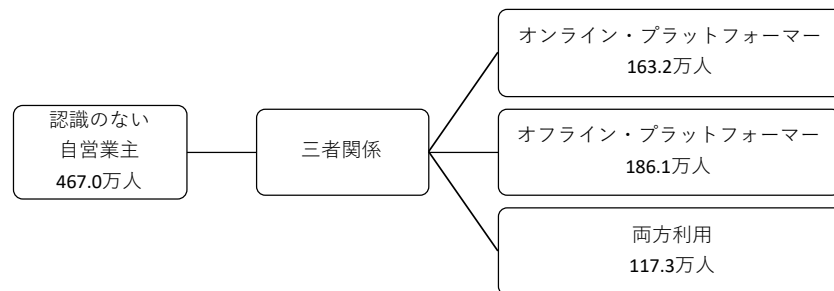 認識のない
自営業主
467.0万人
三者関係
オンライン・プラットフォーマー
163.2万人
オフライン・プラットフォーマー
186.1万人
両方利用
117.3万人